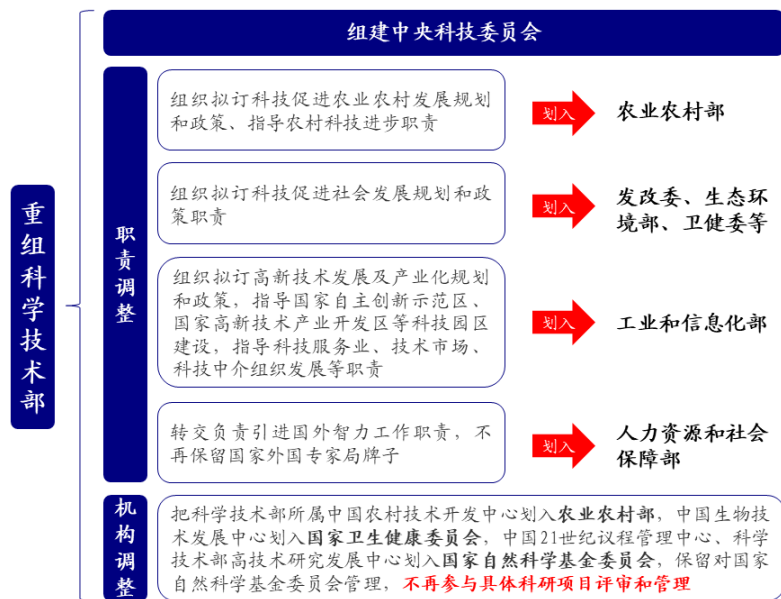 组建中央科技委员会
重组科学技术部
职责调整
组织拟订科技促进农业农村发展规划
和政策、指导农村科技进步职责
划入
农业农村部
组织拟订科技促进社会发展规划和政
策职责
划入
发改委、生态环
境部、卫健委等
组织拟订高新技术发展及产业化规划
和政策，指导国家自主创新示范区、
国家高新技术产业开发区等科技园区
建设，指导科技服务业、技术市场、
科技中介组织发展等职责
划入
工业和信息化部
转交负责引进国外智力工作职责，不
再保留国家外国专家局牌子
划入
人力资源和社会
保障部
机构调整
把科学技术部所属中国农村技术开发中心划入农业农村部，中国生物技
术发展中心划入国家卫生健康委员会，中国21世纪议程管理中心、科学
技术部高技术研究发展中心划入国家自然科学基金委员会，保留对国家
自然科学基金委员会管理，不再参与具体科研项目评审和管理